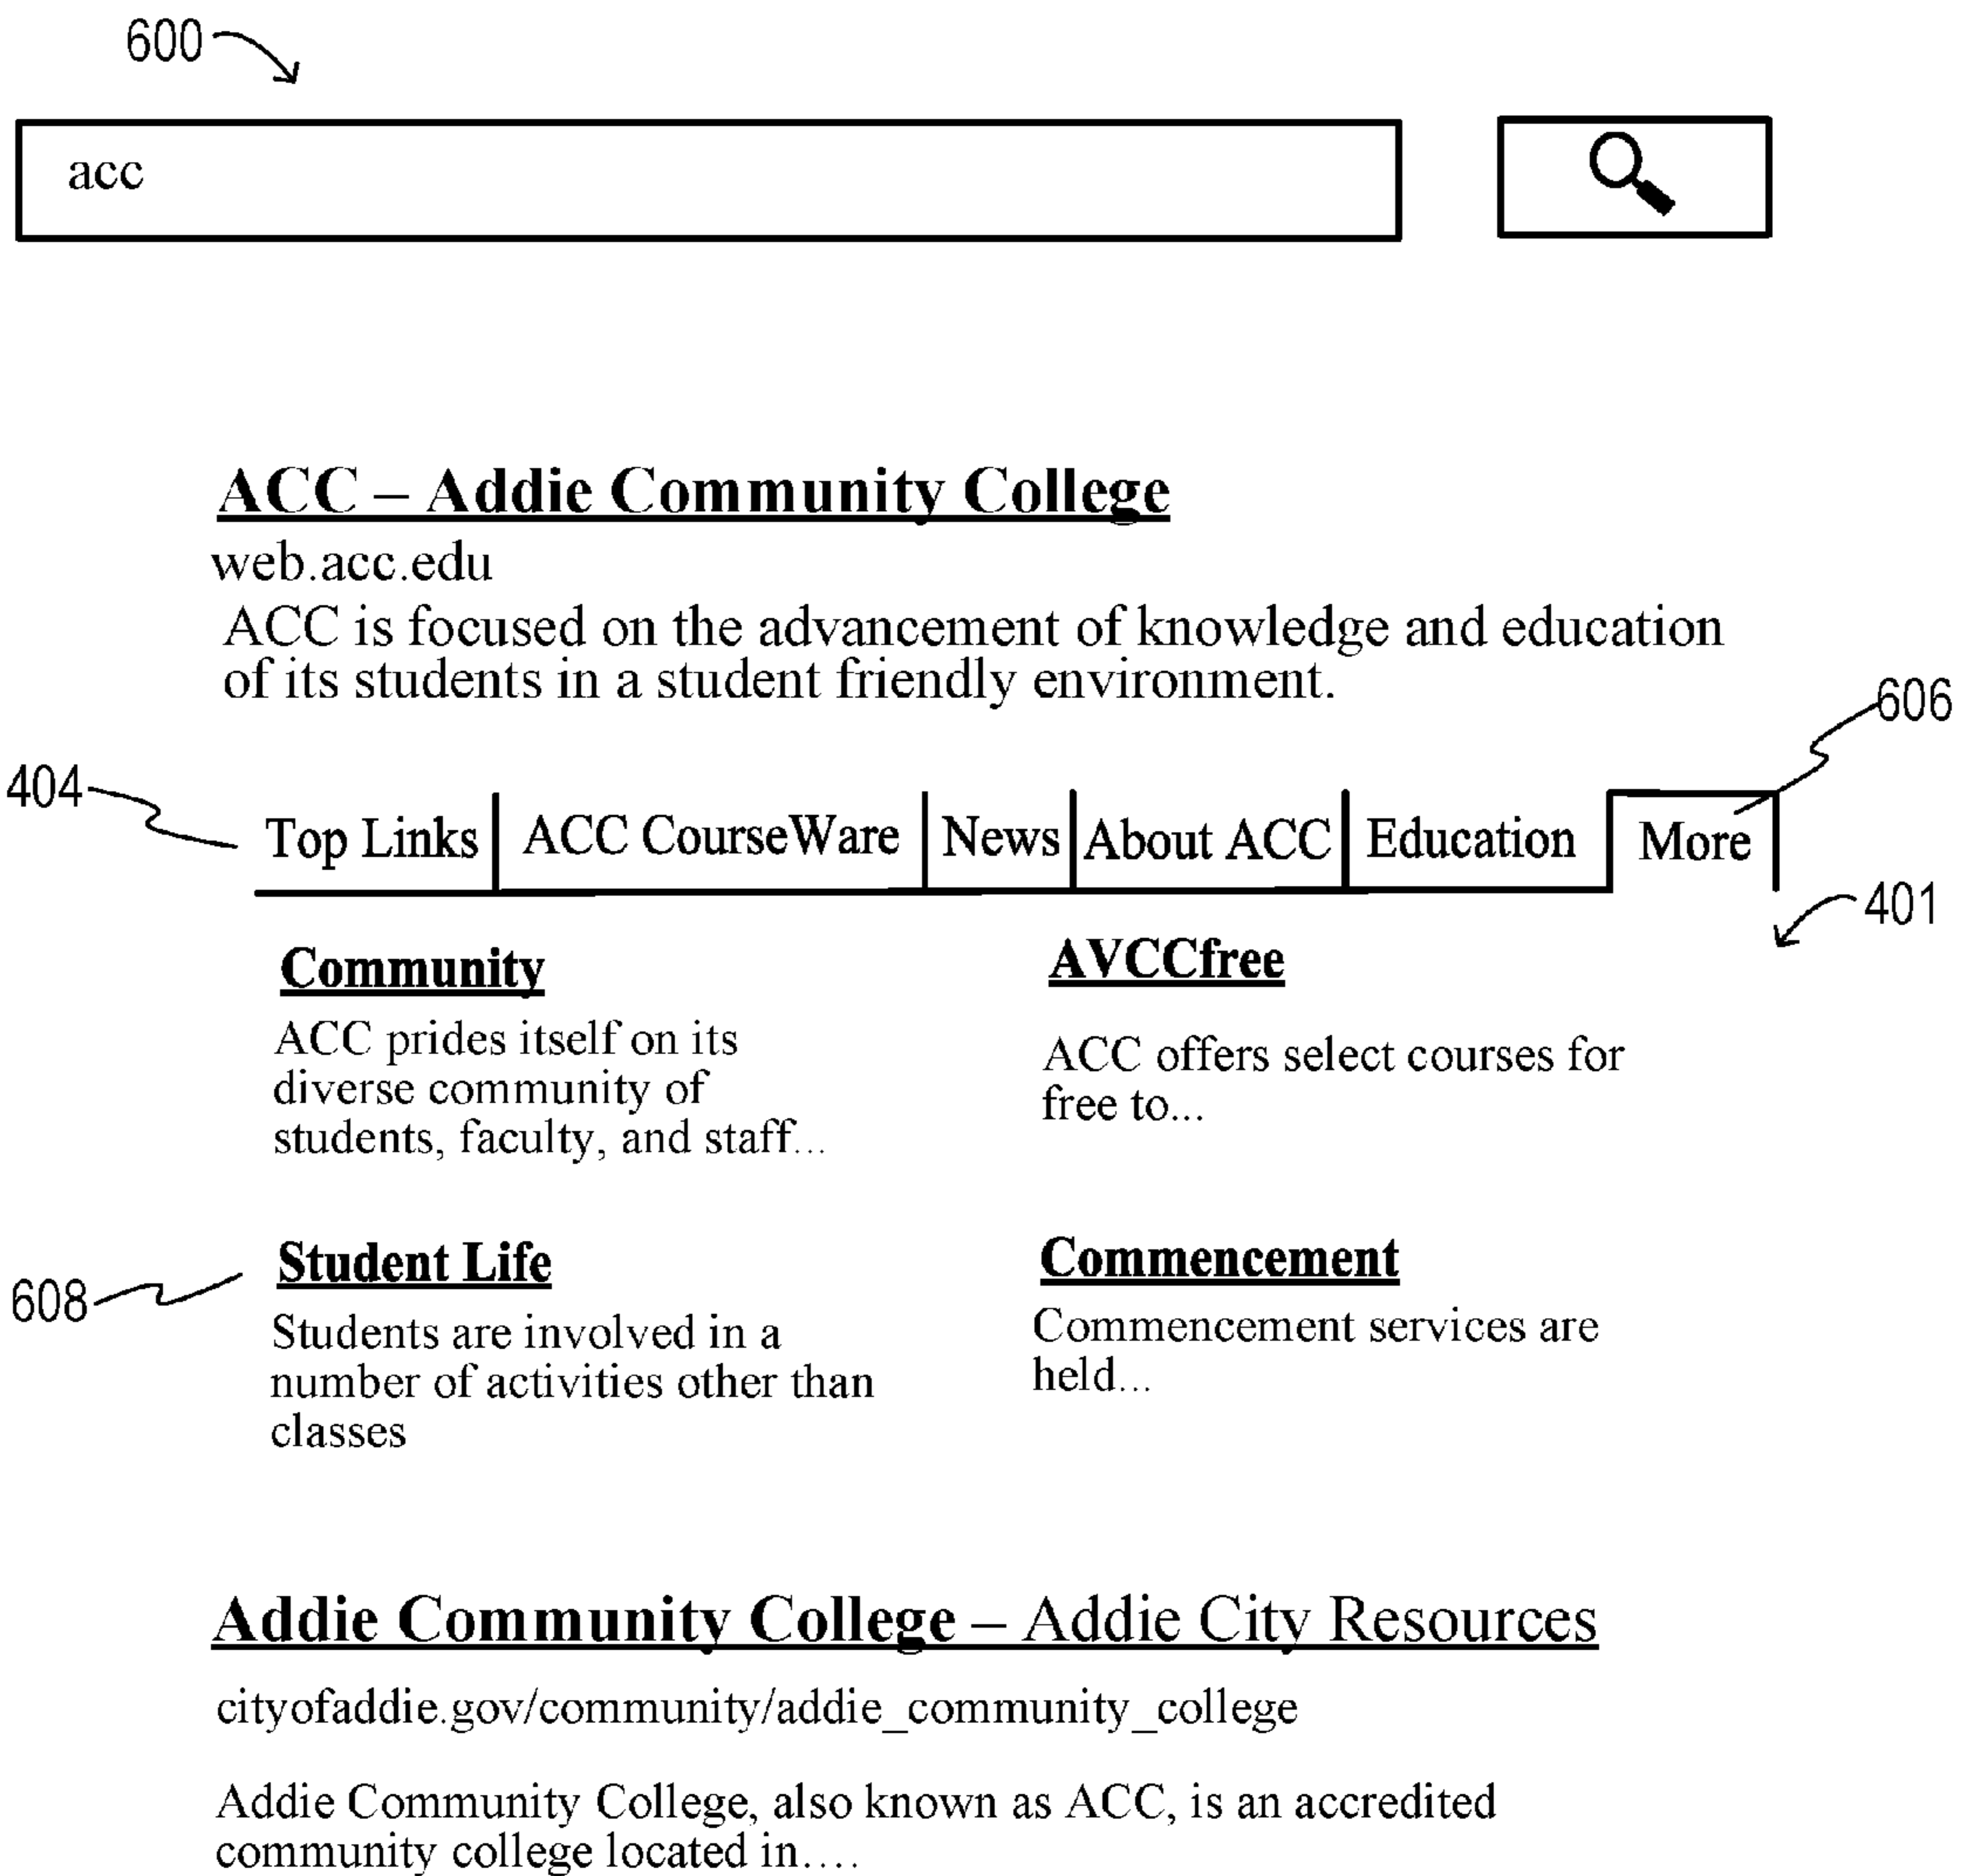 600
acc
ACC – Addie Community College
web.acc.edu
ACC is focused on the advancement of knowledge and education
of its students in a student friendly environment.
606
404
Top Links ACC CourseWare News About ACC Education More
401
Community
ACC prides itself on its
diverse community of
students, faculty, and staff...
AVCCfree
ACC offers select courses for
free to...
608
Student Life
Students are involved in a
number of activities other than
classes
Commencement
Commencement services are
held...
Addie Community College – Addie City Resources
cityofaddie.gov/community/addie_community_college
Addie Community College, also known as ACC, is an accredited
community college located in....